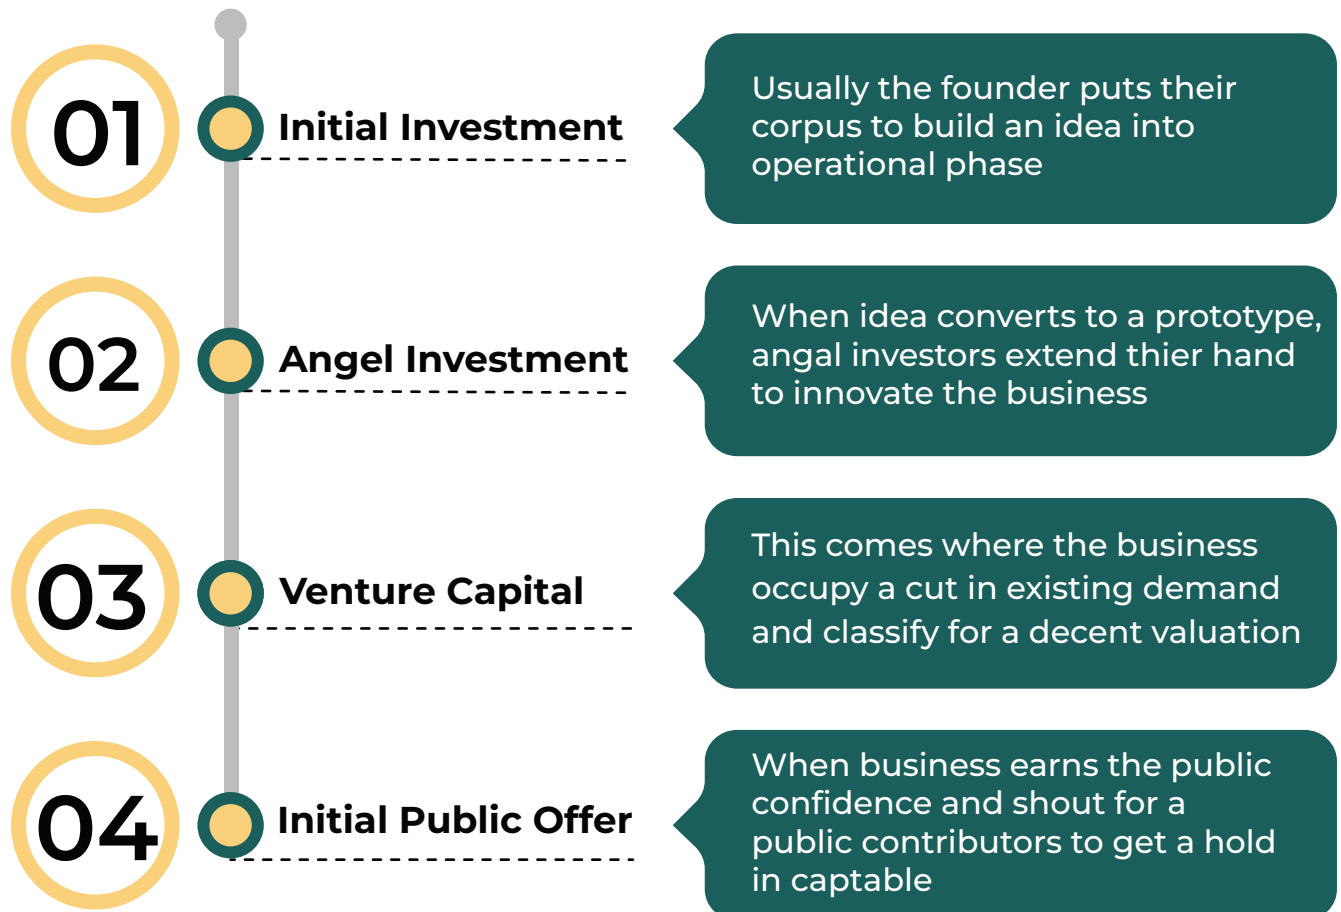 01
Initial Investment
Usually the founder puts their
corpus to build an idea into
operational phase
02
Angel Investment
When idea converts to a prototype,
angal investors extend thier hand
to innovate the business
03
Venture Capital
This comes where the business
occupy a cut in existing demand
and classify for a decent valuation
04
Initial Public Offer
When business earns the public
confidence and shout for a
public contributors to get a hold
in captable